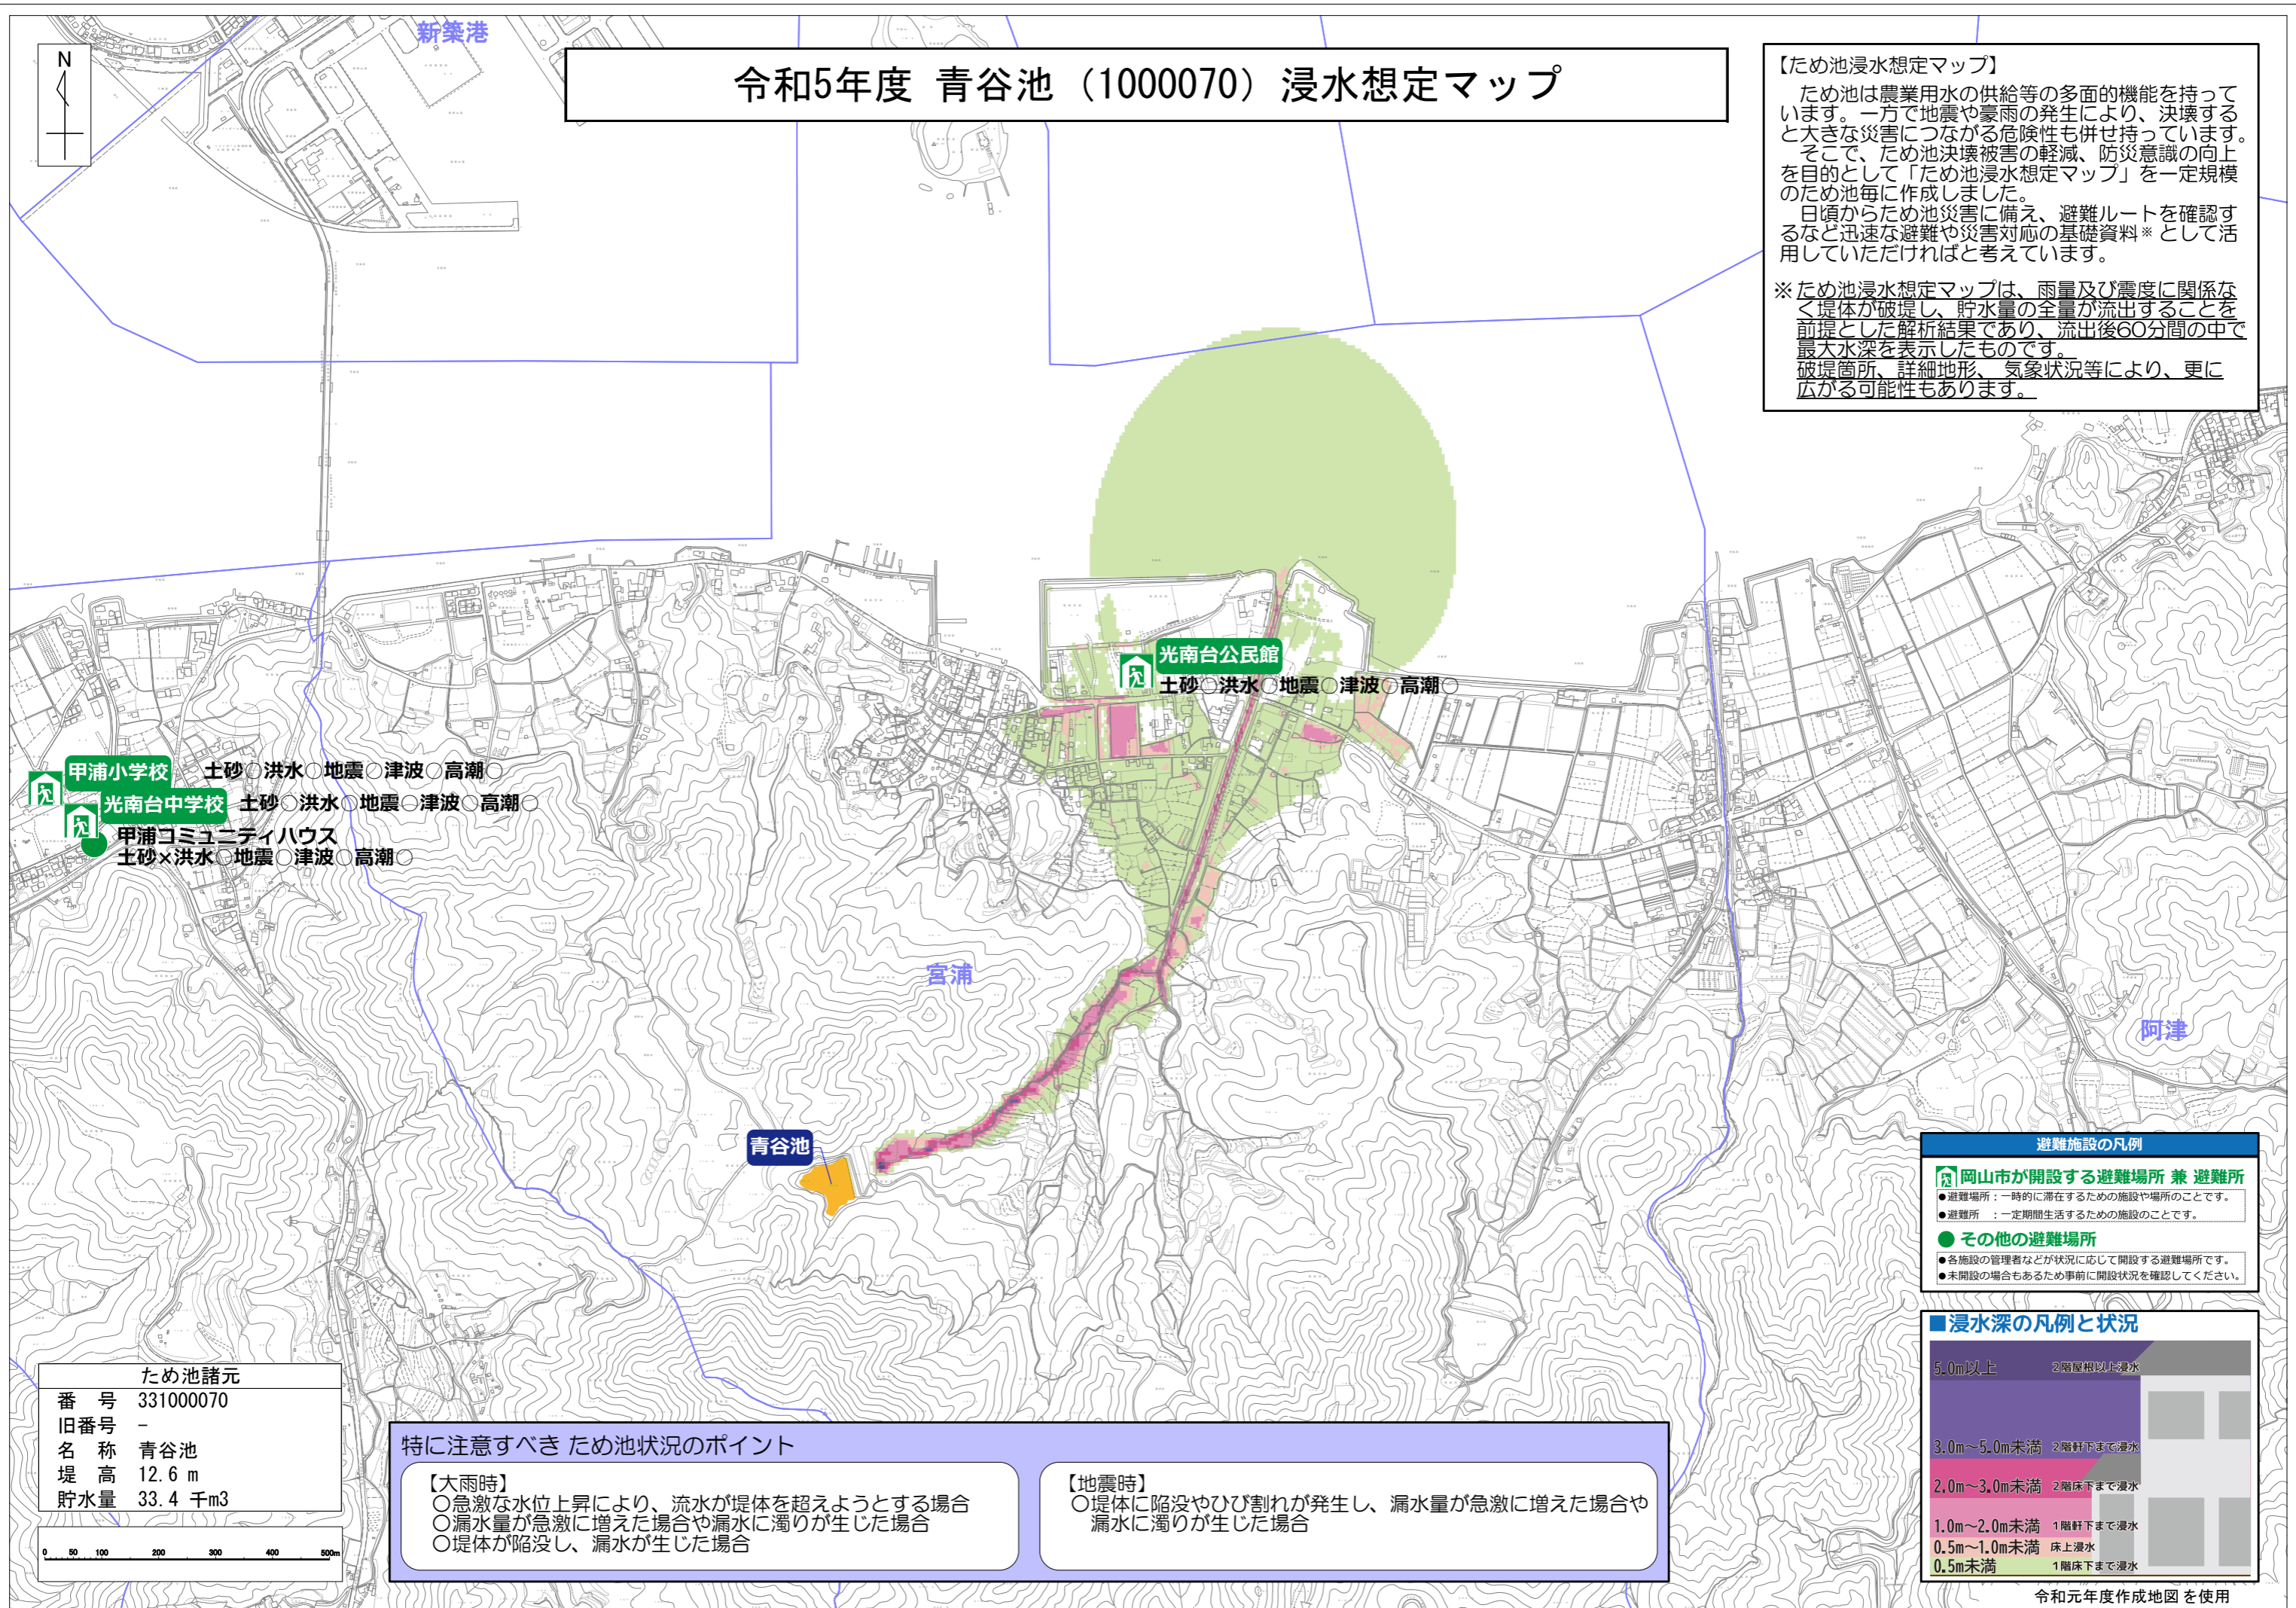 新築港
N
令和5年度 青谷池（1000070）浸水想定マップ
【ため池浸水想定マップ】
ため池は農業用水の供給等の多面的機能を持って
います。一方で地震や豪雨の発生により、決壊する
と大きな災害につながる危険性も併せ持っています。
そこで、ため池決壊被害の軽減、防災意識の向上
を目的として「ため池浸水想定マップ」を一定規模
のため池毎に作成しました。
日頃からため池災害に備え、避難ルートを確認す
るなど迅速な避難や災害対応の基礎資料※として活
用していただければと考えています。
※ため池浸水想定マップは、雨量及び震度に関係な
く堤体が破堤し、貯水量の全量が流出することを
前提とした解析結果であり、流出後60分間の中で
最大水深を表示したものです。
破堤箇所、詳細地形、 気象状況等により、更に
広がる可能性もあります。
光南台公民館
土砂○洪水○地震○津波○高潮○
甲浦小学校 土砂○洪水○地震○津波○高潮○
光南台中学校 土砂○洪水○地震○津波○高潮○
甲浦コミュニティハウス
土砂×洪水○地震○津波○高潮○
宮浦
阿津
青谷池
避難施設の凡例
岡山市が開設する避難場所 兼 避難所
●避難場所：一時的に滞在するための施設や場所のことです。
●避難所 ：一定期間生活するための施設のことです。
● その他の避難場所
●各施設の管理者などが状況に応じて開設する避難場所です。
●未開設の場合もあるため事前に開設状況を確認してください。
■浸水深の凡例と状況
5.0m以上 2階屋根以上浸水
3.0m～5.0m未満 2階軒下まで浸水
2.0m～3.0m未満 2階床下まで浸水
1.0m～2.0m未満 1階軒下まで浸水
0.5m～1.0m未満 床上浸水
0.5m未満 1階床下まで浸水
令和元年度作成地図を使用
ため池諸元
番 号 331000070
旧番号 -
名 称 青谷池
堤 高 12.6 m
貯水量 33.4 千m3
0 50 100 200 300 400 500m
特に注意すべき ため池状況のポイント
【大雨時】
○急激な水位上昇により、流水が堤体を超えようとする場合
○漏水量が急激に増えた場合や漏水に濁りが生じた場合
○堤体が陥没し、漏水が生じた場合
【地震時】
○堤体に陥没やひび割れが発生し、漏水量が急激に増えた場合や
漏水に濁りが生じた場合